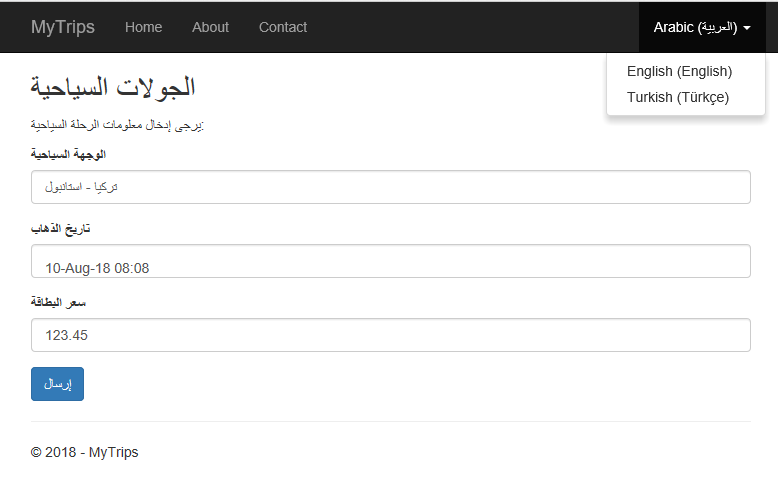 MyTrips Home About Contact Arabic (العربية)
English (English)
Turkish (Türkçe)
الجولات السياحية
يرجى إدخال معلومات الرحلة السياحية:
الوجهة السياحية
تركيا - استانبول
تاريخ الذهاب
10-Aug-18 08:08
سعر البطاقة
123.45
إرسال
© 2018 - MyTrips